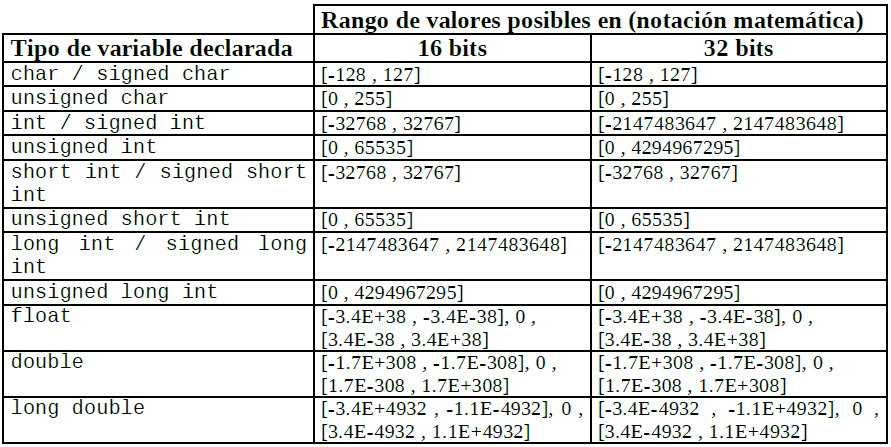 Rango de valores posibles en (notación matemática)
Tipo de variable declarada 16 bits 32 bits
char / signed char [-128 , 127] [-128 , 127]
unsigned char [0 , 255] [0 , 255]
int / signed int [-32768 , 32767] [-2147483647 , 2147483648]
unsigned int [0 , 65535] [0 , 4294967295]
short int / signed short [-32768 , 32767] [-32768 , 32767]
int
unsigned short int [0 , 65535] [0 , 65535]
long int / signed long [-2147483647 , 2147483648] [-2147483647 , 2147483648]
int
unsigned long int [0 , 4294967295] [0 , 4294967295]
float [-3.4E+38 , -3.4E-38], 0 , [-3.4E+38 , -3.4E-38], 0 ,
[3.4E-38 , 3.4E+38] [3.4E-38 , 3.4E+38]
double [-1.7E+308 , -1.7E-308], 0 , [-1.7E+308 , -1.7E-308], 0 ,
[1.7E-308 , 1.7E+308] [1.7E-308 , 1.7E+308]
long double [-3.4E+4932 , -1.1E-4932], 0 , [-3.4E-4932 , -1.1E+4932], 0 ,
[3.4E-4932 , 1.1E+4932] [3.4E-4932 , 1.1E+4932]